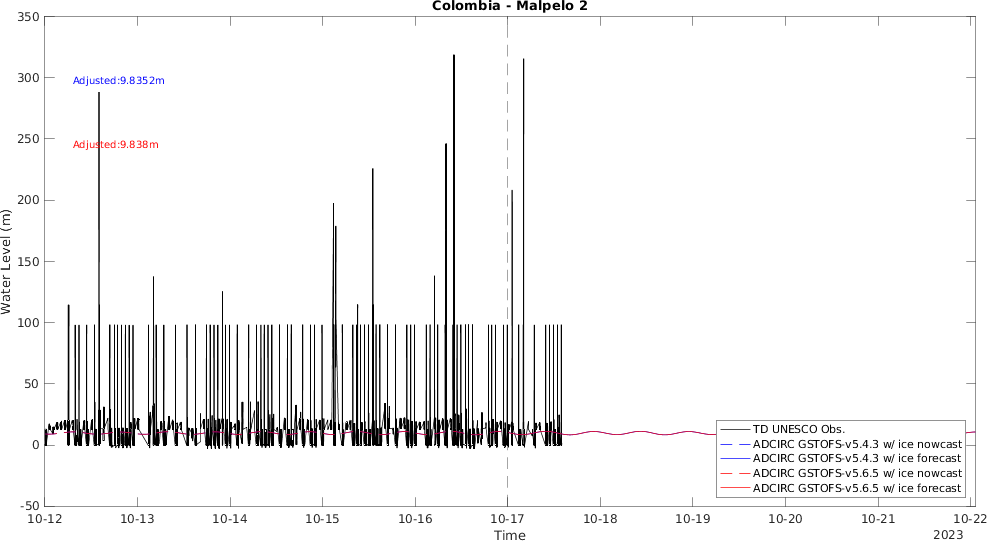 Colombia - Malpelo 2
350
300
250
200
150
100
50
0
-50
Water Level (m)
Adjusted:9.8352m
Adjusted:9.838m
TD UNESCO Obs.
ADCIRC GSTOFS-v5.4.3 w/ ice nowcast
ADCIRC GSTOFS-v5.4.3 w/ ice forecast
ADCIRC GSTOFS-v5.6.5 w/ ice nowcast
ADCIRC GSTOFS-v5.6.5 w/ ice forecast
10-12 10-13 10-14 10-15 10-16 10-17 10-18 10-19 10-20 10-21 10-22
Time
2023